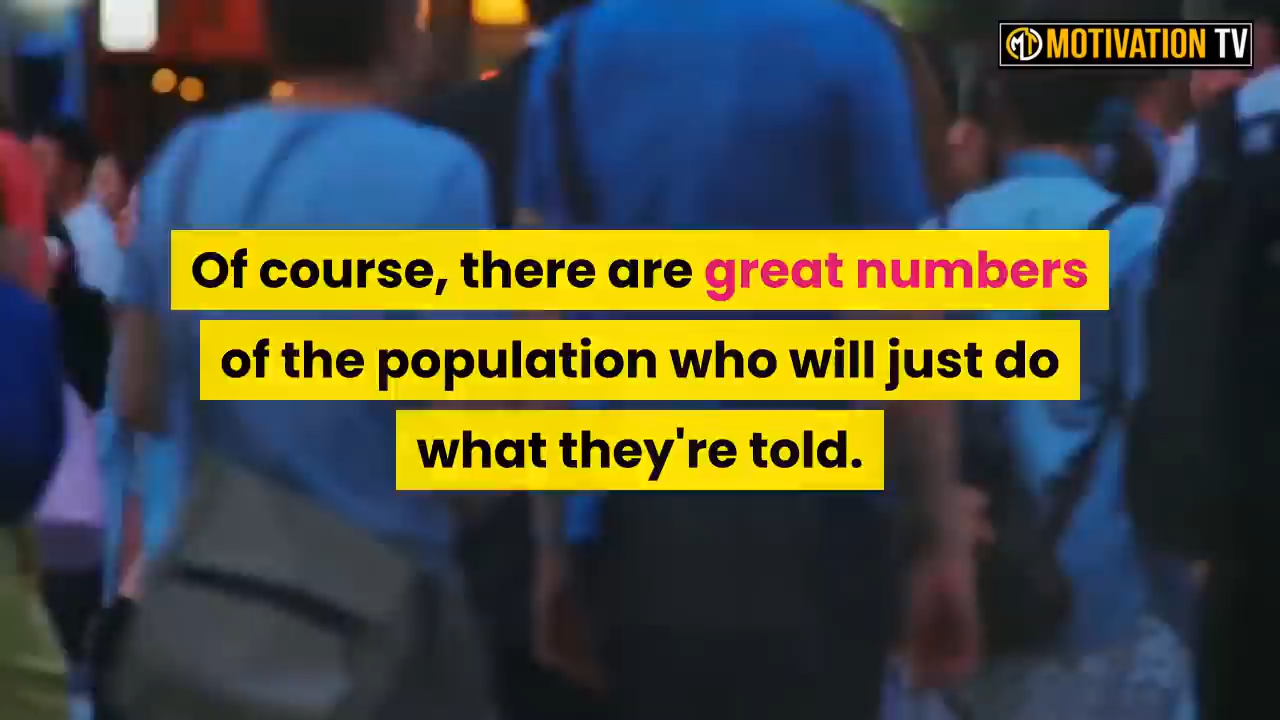 MT MOTIVATION TV
Of course, there are great numbers
of the population who will just do
what they're told.